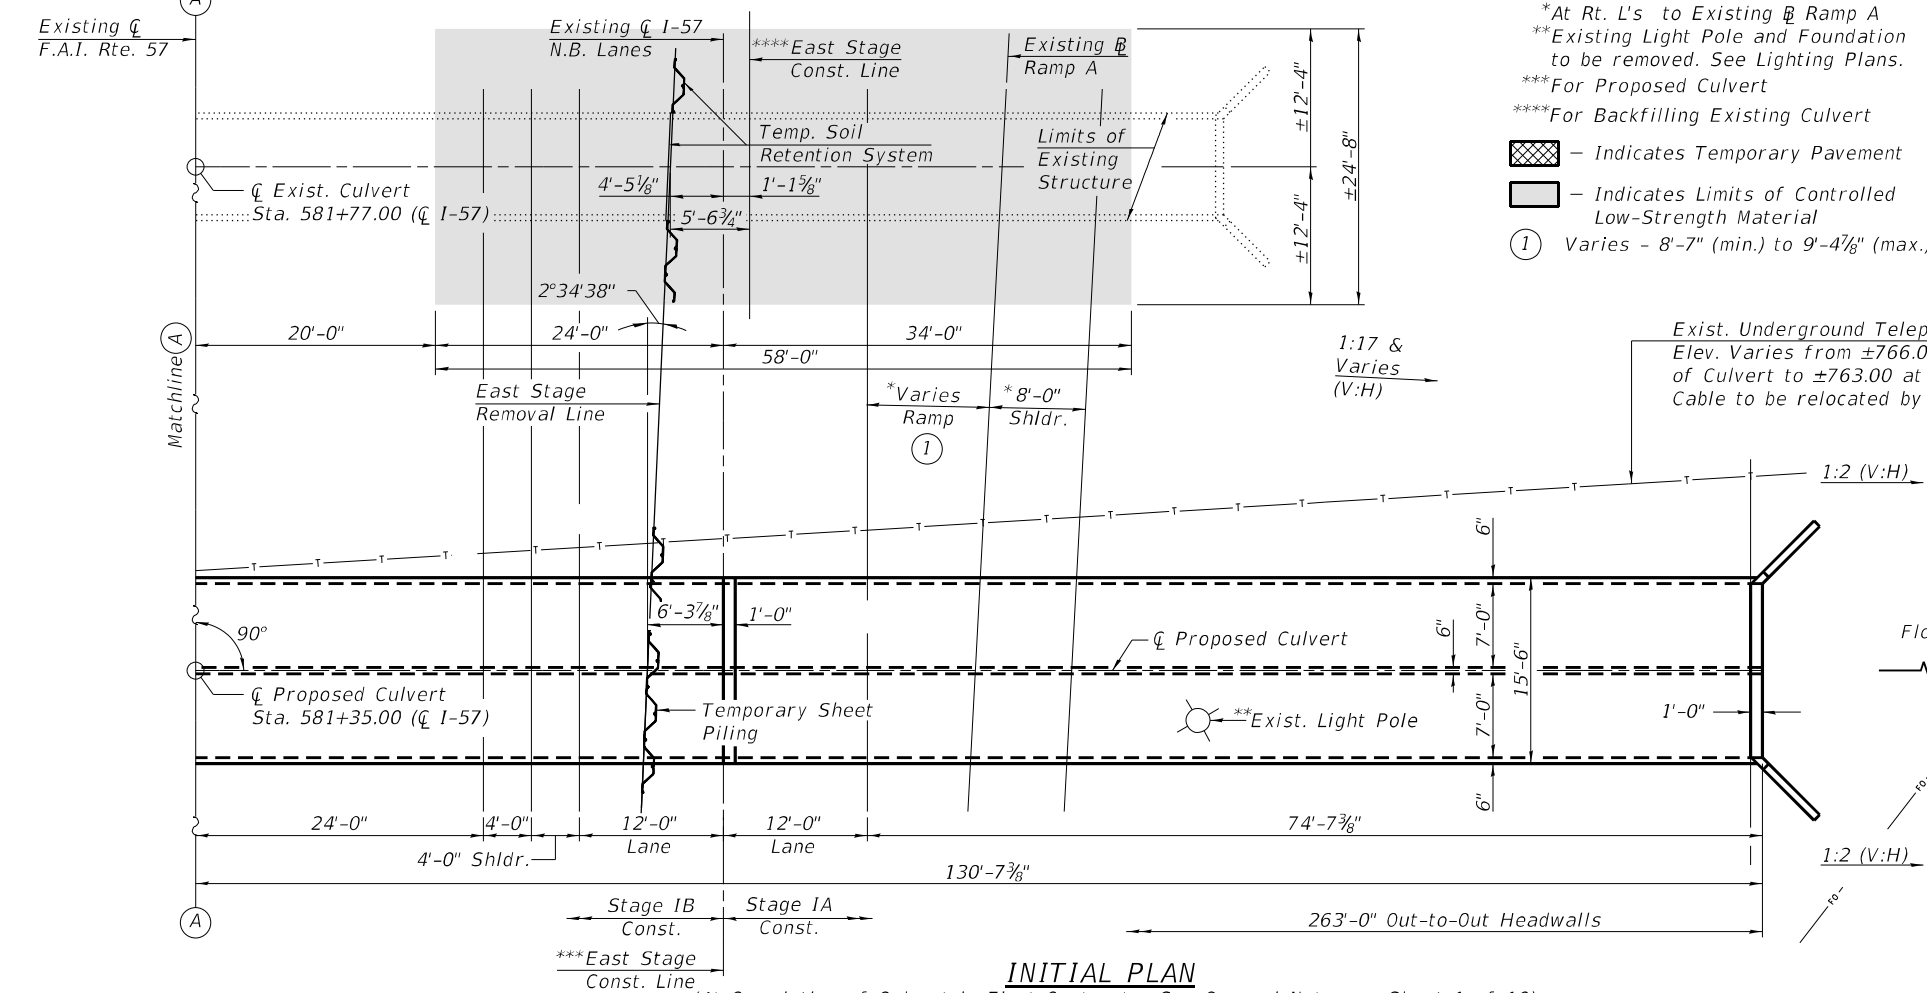 A
Existing ℄
F.A.I. Rte. 57
Existing ℄ I-57
N.B. Lanes
****East Stage
Const. Line
Existing B̶L
Ramp A
*At Rt. L's to Existing B̶L Ramp A
**Existing Light Pole and Foundation
to be removed. See Lighting Plans.
***For Proposed Culvert
****For Backfilling Existing Culvert
- Indicates Temporary Pavement
- Indicates Limits of Controlled
Low-Strength Material
1 Varies - 8'-7" (min.) to 9'-4⅞" (max.)
Temp. Soil
Retention System
Limits of
Existing
Structure
±12'-4"
±24'-8"
±12'-4"
℄ Exist. Culvert
Sta. 581+77.00 (℄ I-57)
4'-5⅛"
1'-1⅝"
5'-6¾"
2°34'38"
20'-0"
24'-0"
34'-0"
58'-0"
1:17 &
Varies
(V:H)
A
Matchline
East Stage
Removal Line
*Varies
Ramp
1
*8'-0"
Shldr.
Exist. Underground
Elev. Varies from
of Culvert to ±763.00 at
Cable to be relocated by
1:2 (V:H)
T T T T T T T T T T T T T T T T T T T T T T
6"
6'-3⅞"
1'-0"
90°
℄ Proposed Culvert
6"
7'-0"
15'-6"
7'-0"
6"
℄ Proposed Culvert
Sta. 581+35.00 (℄ I-57)
Temporary Sheet
Piling
**Exist. Light Pole
1'-0"
24'-0"
4'-0"
4'-0" Shldr.
12'-0"
Lane
12'-0"
Lane
74'-7⅜"
130'-7⅜"
1:2 (V:H)
FO
FO
A
Stage IB
Const.
Stage IA
Const.
263'-0" Out-to-Out Headwalls
***East Stage
Const. Line
INITIAL PLAN